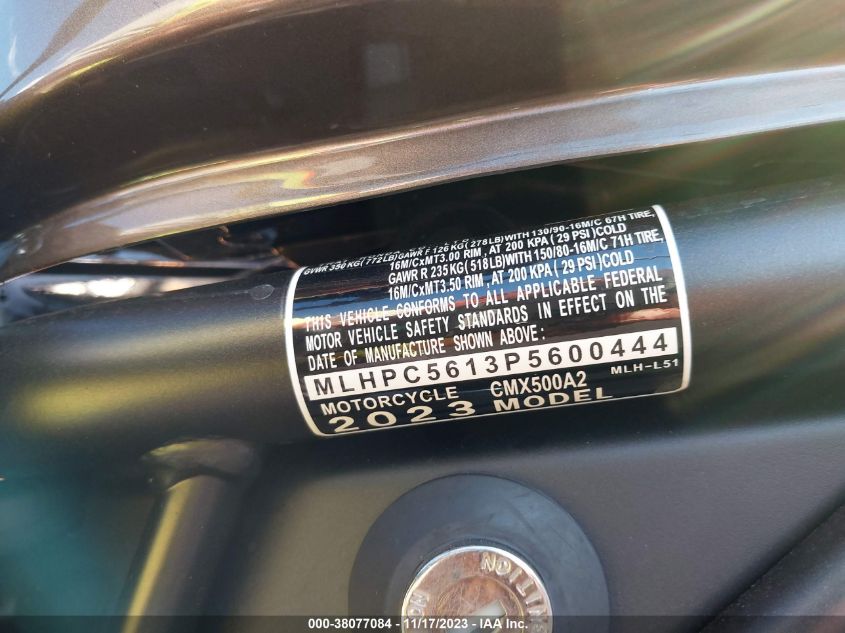 GVWR 350 KG( 772 LB) GAWR F 126 KG( 278 LB) WITH 130/90-16M/C 67H TIRE,
16M/CxMT3.00 RIM , AT 200 KPA ( 29 PSI )COLD
GAWR R 235 KG( 518 LB) WITH 150/80-16M/C 71H TIRE,
16M/CxMT3.50 RIM , AT 200 KPA ( 29 PSI )COLD
THIS VEHICLE CONFORMS TO ALL APPLICABLE FEDERAL
MOTOR VEHICLE SAFETY STANDARDS IN EFFECT ON THE
DATE OF MANUFACTURE SHOWN ABOVE:
MLHPC5613P5600444
MOTORCYCLE CMX500A2 MLH-L51
2023 MODEL
000-38077084 | 11/17/2023 – IAA Inc.